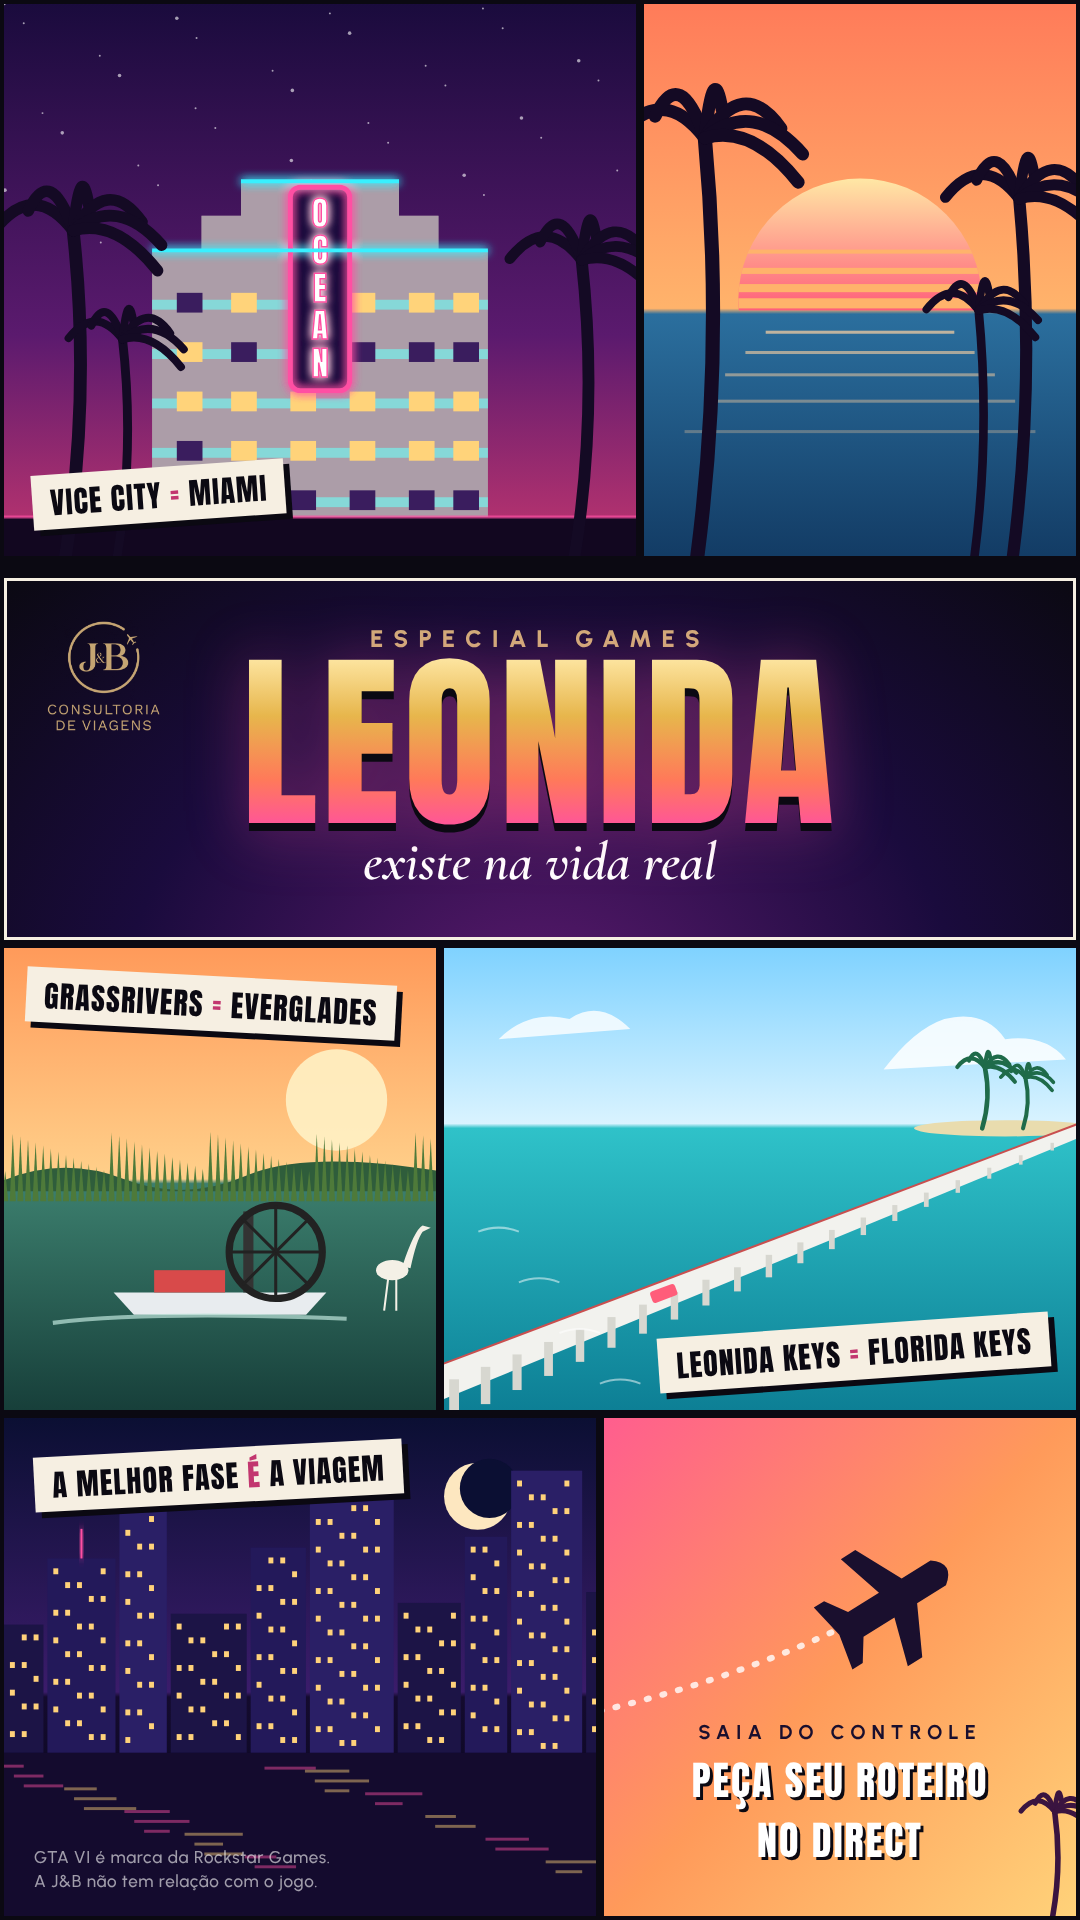 OCEAN
VICE CITY = MIAMI
J&B
CONSULTORIA
DE VIAGENS
ESPECIAL GAMES
LEONIDA
existe na vida real
GRASSRIVERS = EVERGLADES
LEONIDA KEYS = FLORIDA KEYS
A MELHOR FASE É A VIAGEM
GTA VI é marca da Rockstar Games.
A J&B não tem relação com o jogo.
SAIA DO CONTROLE
PEÇA SEU ROTEIRO
NO DIRECT